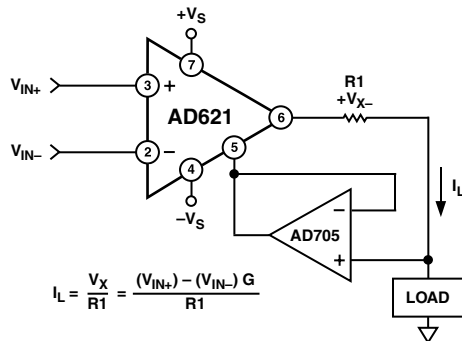 +VS
7
VIN+
3
+
AD621
R1
+VX–
6
VIN–
2
–
5
4
–VS
IL
–
AD705
+
LOAD
IL = VX / R1 = (VIN+) – (VIN–) G / R1